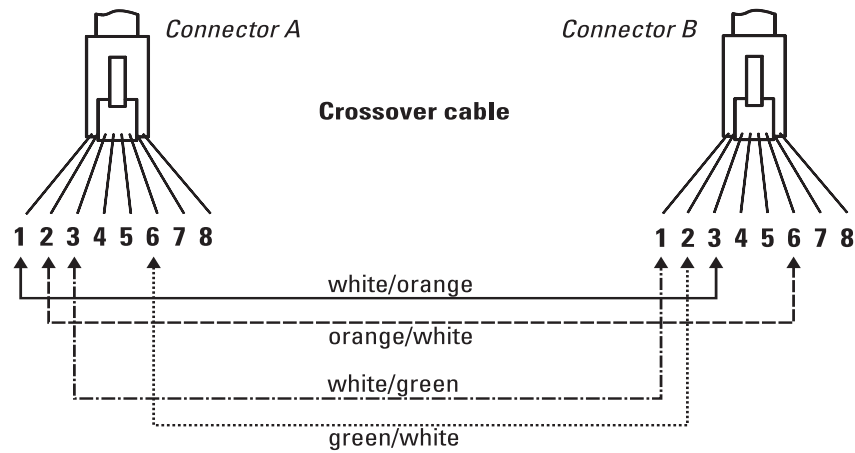 Connector A
Connector B
Crossover cable
1 2 3 4 5 6 7 8
1 2 3 4 5 6 7 8
white/orange
orange/white
white/green
green/white